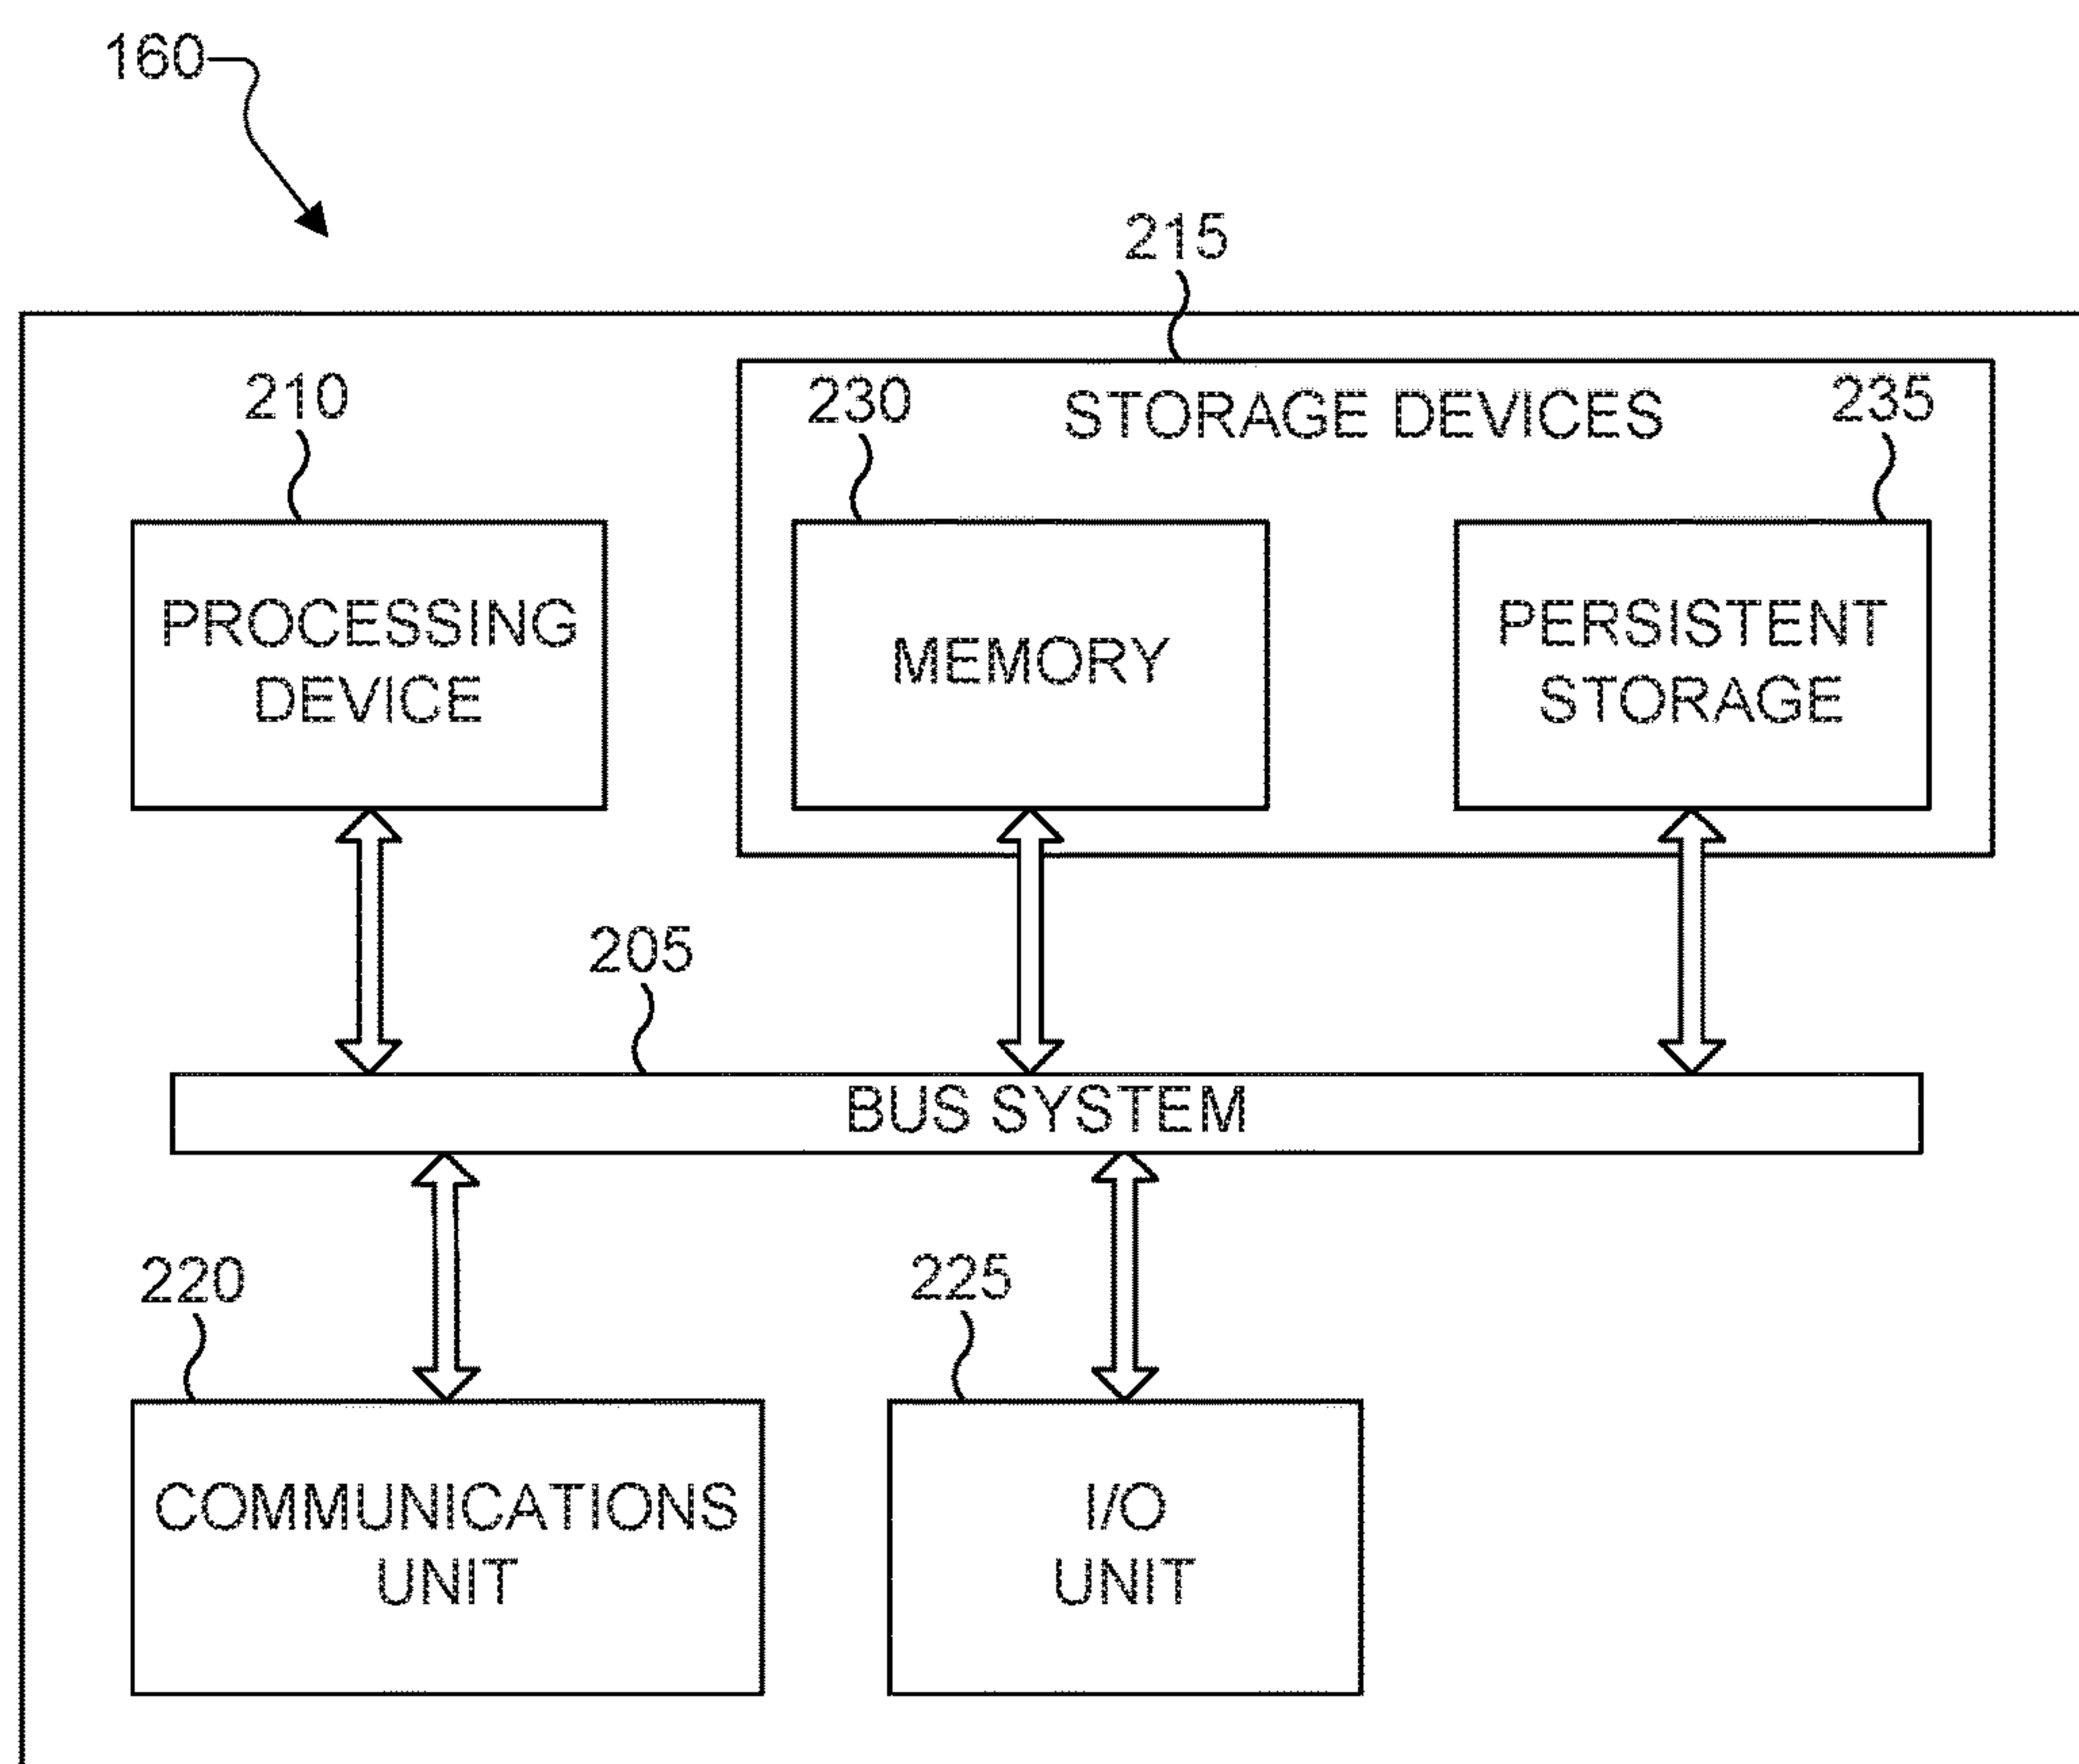 160
215
210
230
STORAGE DEVICES
235
PROCESSING
DEVICE
MEMORY
PERSISTENT
STORAGE
205
BUS SYSTEM
220
225
COMMUNICATIONS
UNIT
I/O
UNIT